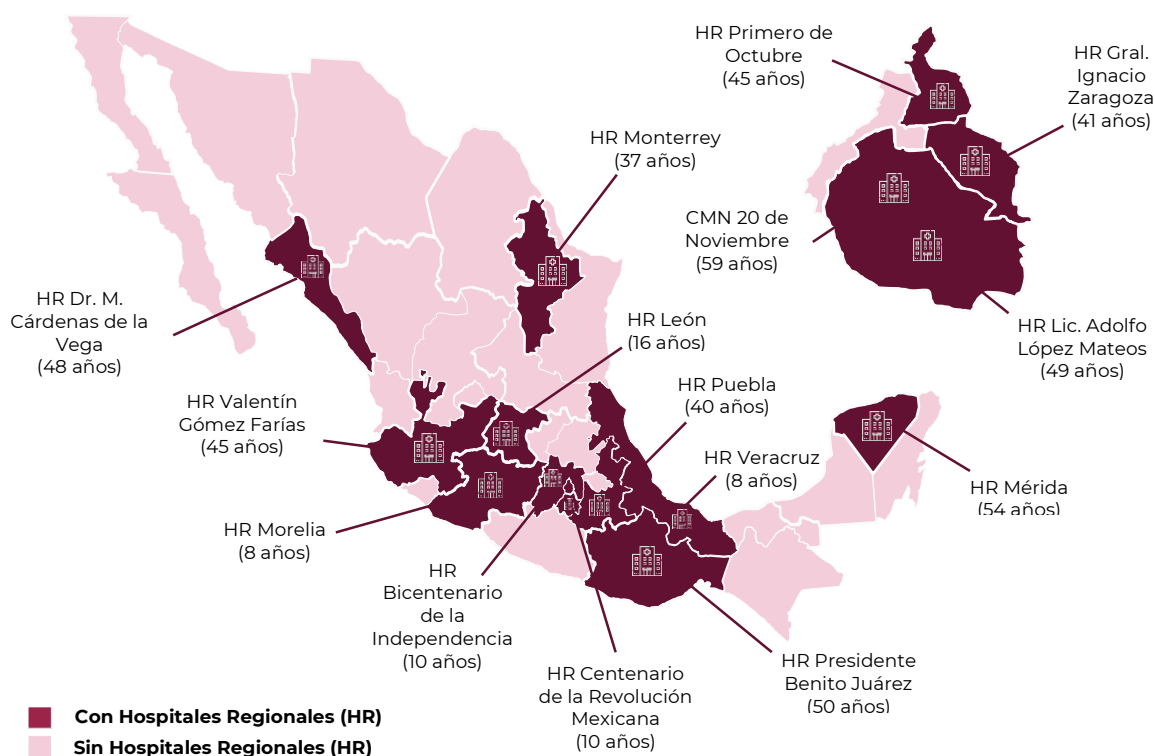 HR Primero de
Octubre
(45 años)
HR Gral.
Ignacio
Zaragoza
(41 años)
HR Monterrey
(37 años)
CMN 20 de
Noviembre
(59 años)
HR Dr. M.
Cárdenas de la
Vega
(48 años)
HR León
(16 años)
HR Lic. Adolfo
López Mateos
(49 años)
HR Valentín
Gómez Farías
(45 años)
HR Puebla
(40 años)
HR Veracruz
(8 años)
HR Mérida
(54 años)
HR Morelia
(8 años)
HR
Bicentenario
de la
Independencia
(10 años)
HR Centenario
de la Revolución
Mexicana
(10 años)
HR Presidente
Benito Juárez
(50 años)
Con Hospitales Regionales (HR)
Sin Hospitales Regionales (HR)